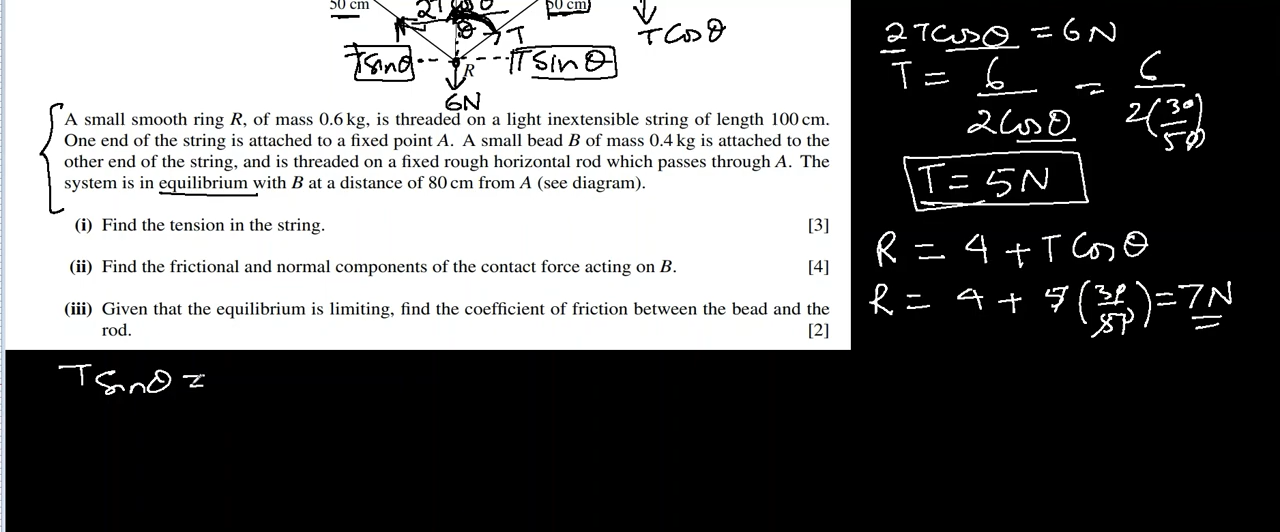 50 cm
50 cm
2T cos θ
θ
T
T cos θ
T sin θ
R
T sin θ
6N
A small smooth ring R, of mass 0.6 kg, is threaded on a light inextensible string of length 100 cm.
One end of the string is attached to a fixed point A. A small bead B of mass 0.4 kg is attached to the
other end of the string, and is threaded on a fixed rough horizontal rod which passes through A. The
system is in equilibrium with B at a distance of 80 cm from A (see diagram).
(i) Find the tension in the string. [3]
(ii) Find the frictional and normal components of the contact force acting on B. [4]
(iii) Given that the equilibrium is limiting, find the coefficient of friction between the bead and the
rod. [2]
2T cos θ = 6N
T = 6 / 2 cos θ = 6 / 2(30/50)
T = 5N
R = 4 + T cos θ
R = 4 + 5 (30/50) = 7N
T sin θ =